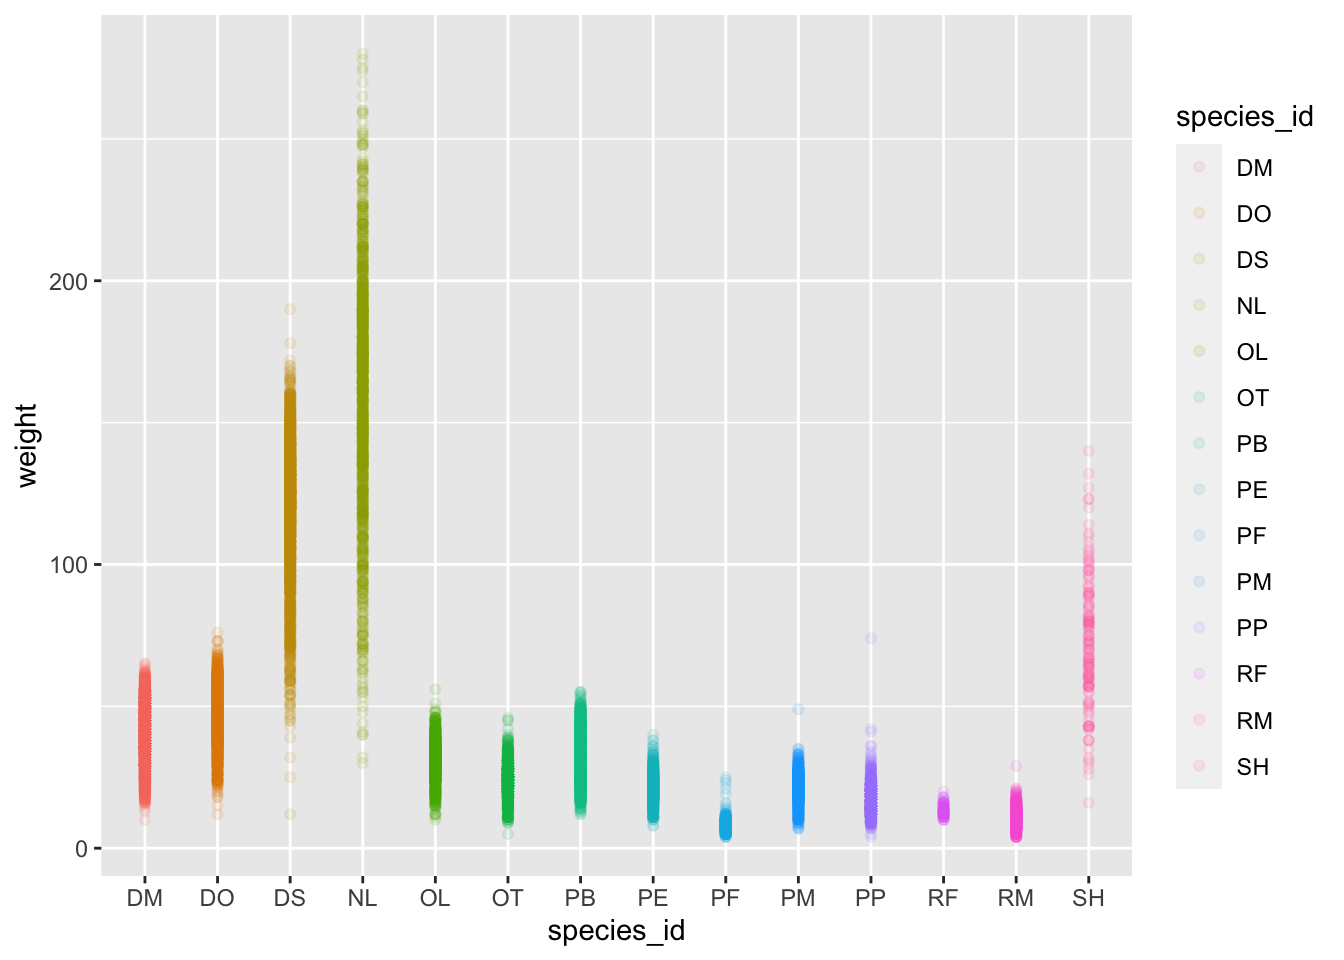 weight
200
100
0
DM DO DS NL OL OT PB PE PF PM PP RF RM SH
species_id
species_id
DM
DO
DS
NL
OL
OT
PB
PE
PF
PM
PP
RF
RM
SH